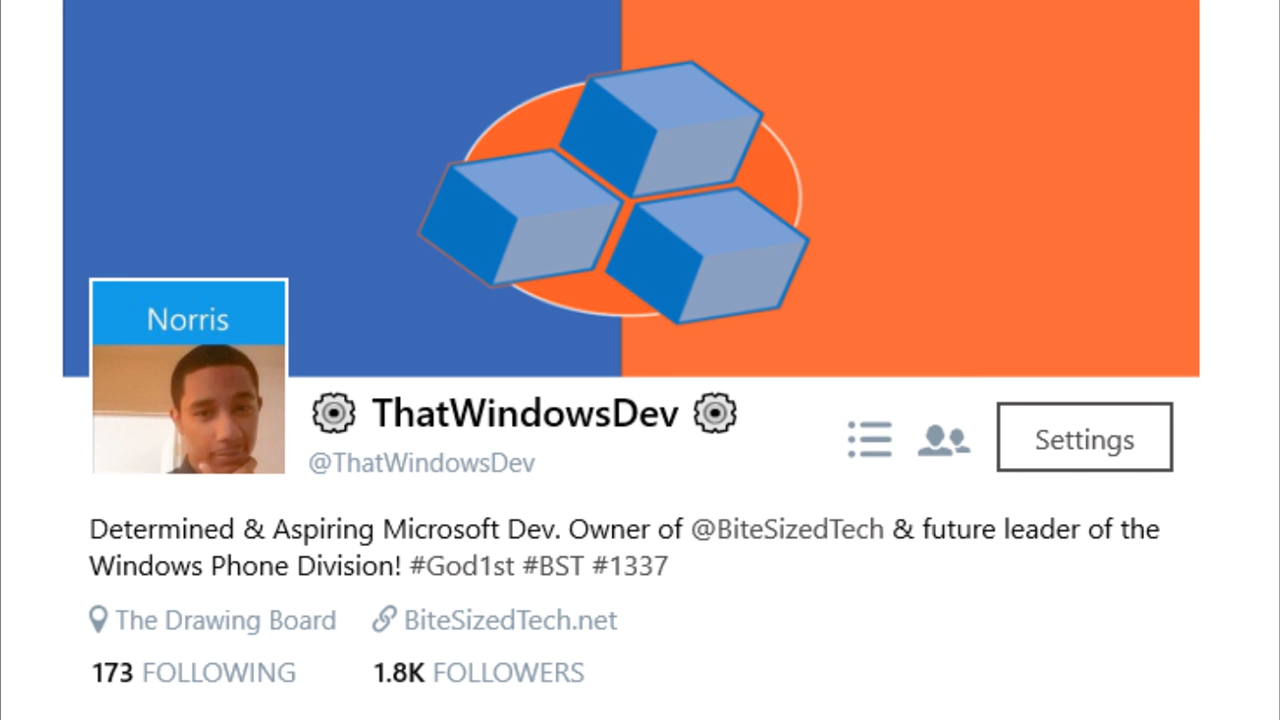 Norris
ThatWindowsDev
@ThatWindowsDev
Settings
Determined & Aspiring Microsoft Dev. Owner of @BiteSizedTech & future leader of the
Windows Phone Division! #God1st #BST #1337
The Drawing Board BiteSizedTech.net
173 FOLLOWING 1.8K FOLLOWERS